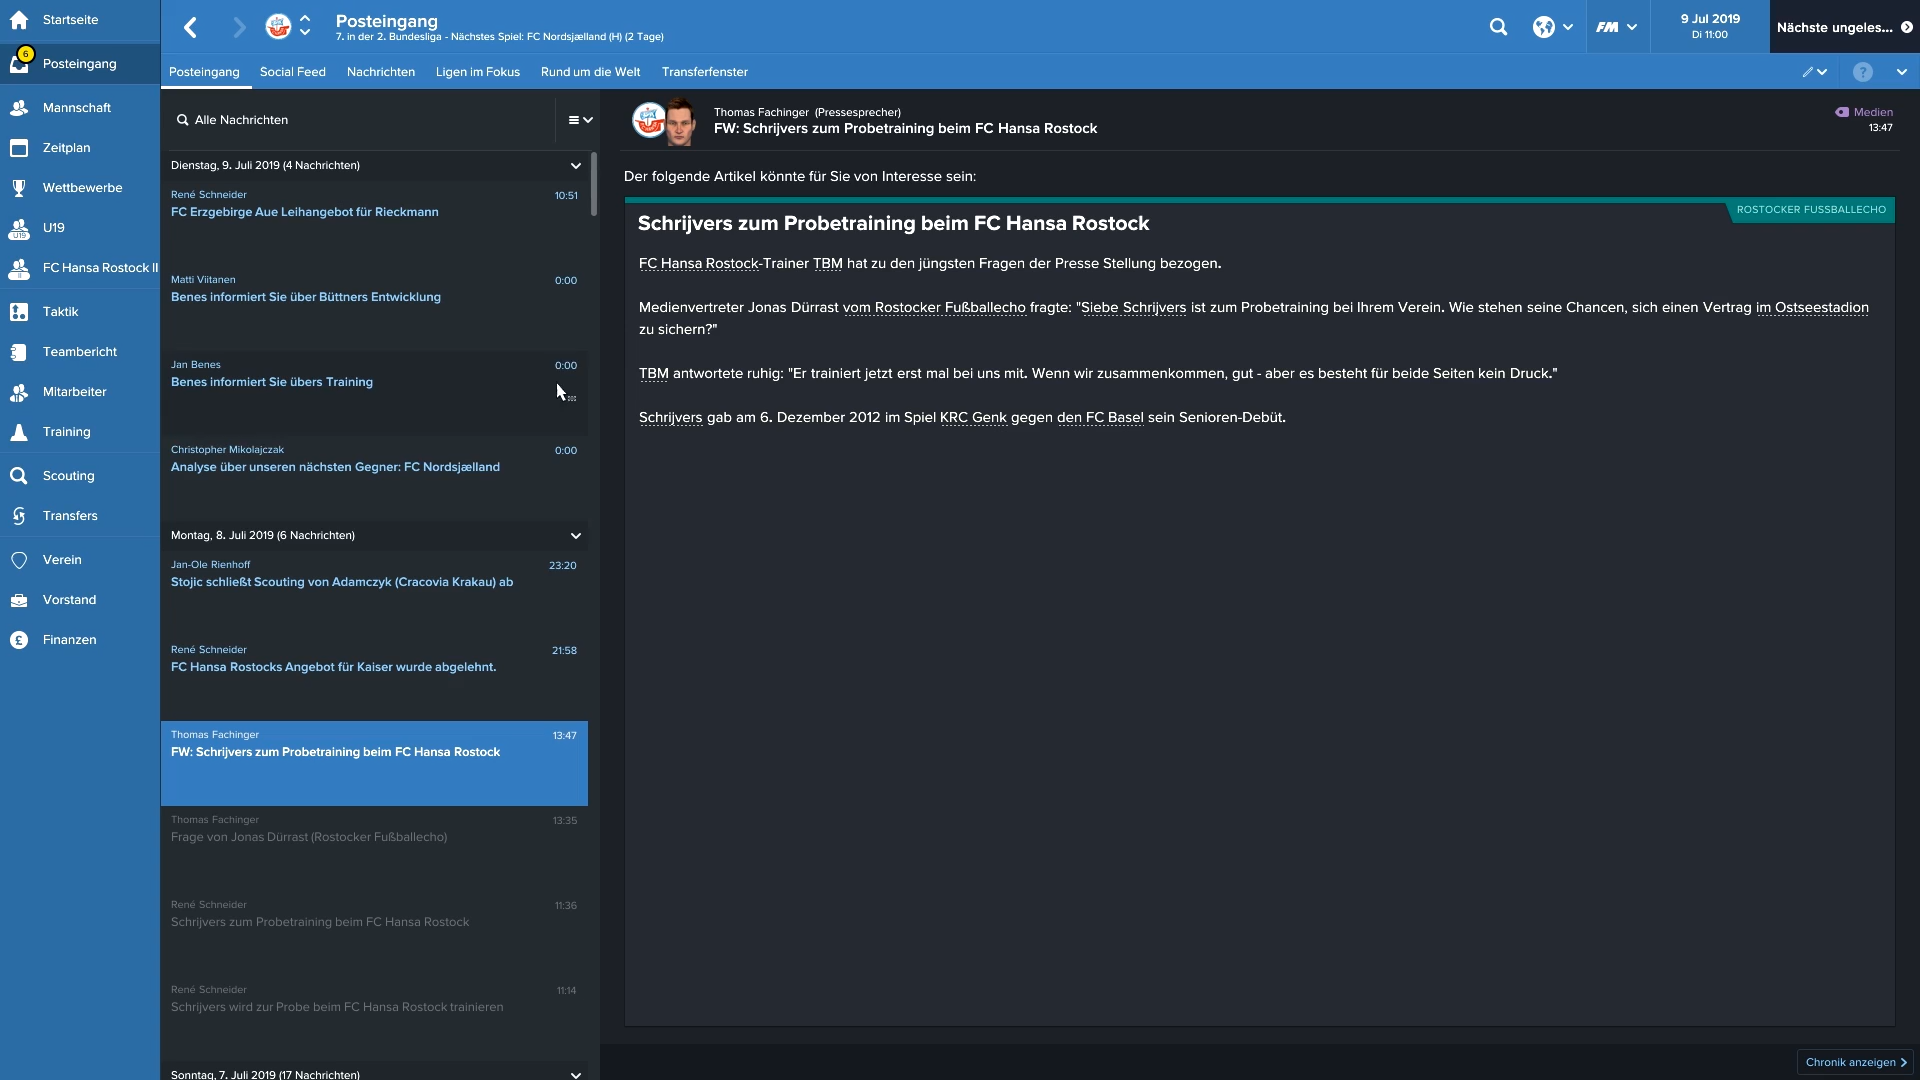 Startseite
6
Posteingang
Mannschaft
Zeitplan
Wettbewerbe
U19
U19
FC Hansa Rostock II
II
Taktik
Teambericht
Mitarbeiter
Training
Scouting
Transfers
Verein
Vorstand
Finanzen
Posteingang
7. in der 2. Bundesliga - Nächstes Spiel: FC Nordsjælland (H) (2 Tage)
FM
9 Jul 2019
Di 11:00
Nächste ungeles...
Posteingang Social Feed Nachrichten Ligen im Fokus Rund um die Welt Transferfenster
?
Alle Nachrichten
Dienstag, 9. Juli 2019 (4 Nachrichten)
René Schneider 10:51
FC Erzgebirge Aue Leihangebot für Rieckmann
Matti Viitanen 0:00
Benes informiert Sie über Büttners Entwicklung
Jan Benes 0:00
Benes informiert Sie übers Training
Christopher Mikolajczak 0:00
Analyse über unseren nächsten Gegner: FC Nordsjælland
Montag, 8. Juli 2019 (6 Nachrichten)
Jan-Ole Rienhoff 23:20
Stojic schließt Scouting von Adamczyk (Cracovia Krakau) ab
René Schneider 21:58
FC Hansa Rostocks Angebot für Kaiser wurde abgelehnt.
Thomas Fachinger 13:47
FW: Schrijvers zum Probetraining beim FC Hansa Rostock
Thomas Fachinger 13:35
Frage von Jonas Dürrast (Rostocker Fußballecho)
René Schneider 11:36
Schrijvers zum Probetraining beim FC Hansa Rostock
René Schneider 11:14
Schrijvers wird zur Probe beim FC Hansa Rostock trainieren
Sonntag, 7. Juli 2019 (17 Nachrichten)
Thomas Fachinger (Pressesprecher)
FW: Schrijvers zum Probetraining beim FC Hansa Rostock
Medien
13:47
Der folgende Artikel könnte für Sie von Interesse sein:
ROSTOCKER FUSSBALLECHO
Schrijvers zum Probetraining beim FC Hansa Rostock
FC Hansa Rostock-Trainer TBM hat zu den jüngsten Fragen der Presse Stellung bezogen.
Medienvertreter Jonas Dürrast vom Rostocker Fußballecho fragte: "Siebe Schrijvers ist zum Probetraining bei Ihrem Verein. Wie stehen seine Chancen, sich einen Vertrag im Ostseestadion
zu sichern?"
TBM antwortete ruhig: "Er trainiert jetzt erst mal bei uns mit. Wenn wir zusammenkommen, gut - aber es besteht für beide Seiten kein Druck."
Schrijvers gab am 6. Dezember 2012 im Spiel KRC Genk gegen den FC Basel sein Senioren-Debüt.
Chronik anzeigen